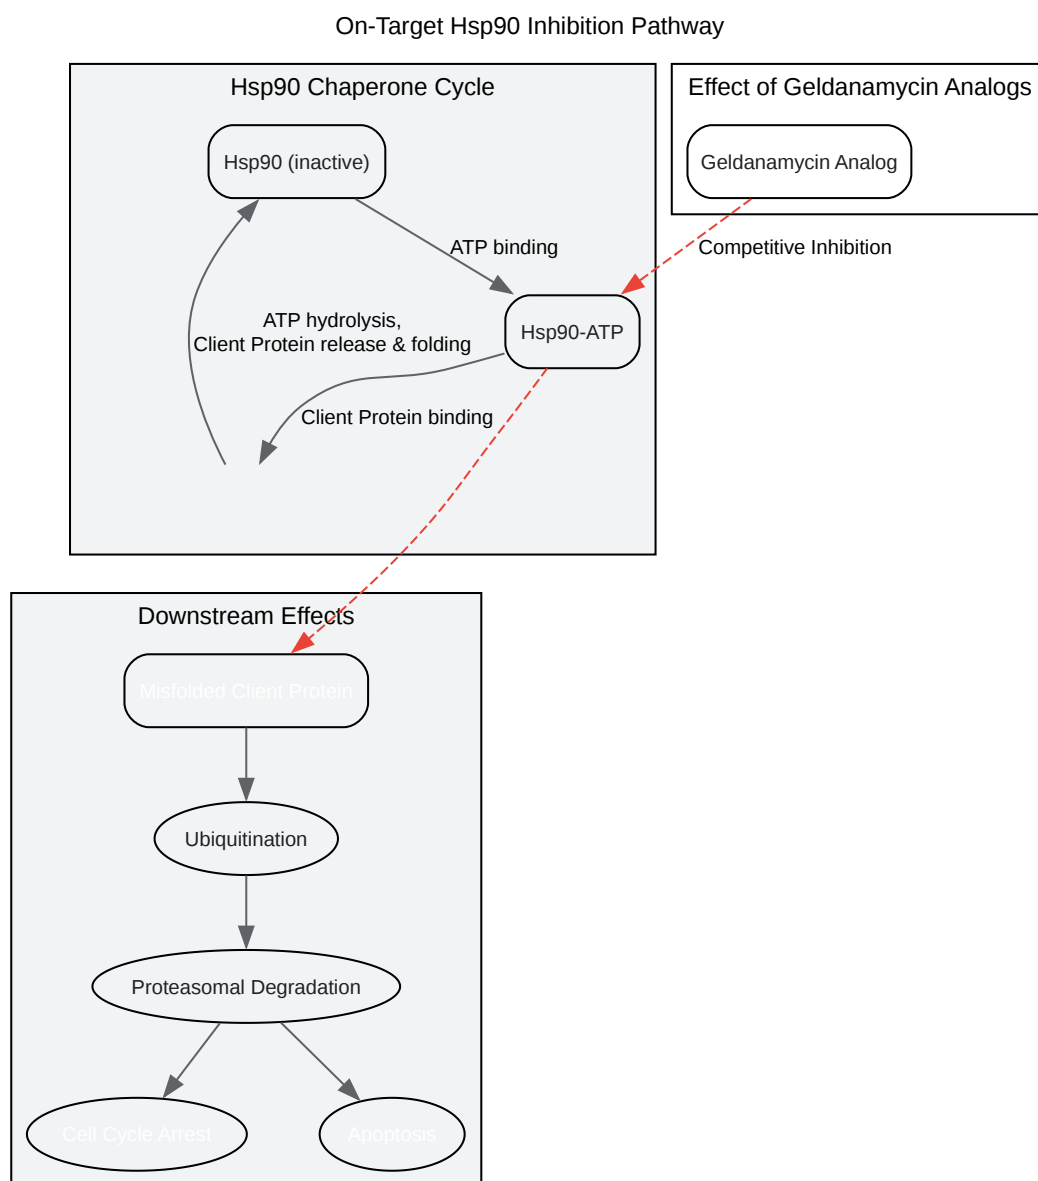 On-Target Hsp90 Inhibition Pathway
Hsp90 Chaperone Cycle
Effect of Geldanamycin Analogs
Hsp90 (inactive)
Geldanamycin Analog
ATP binding
Competitive Inhibition
ATP hydrolysis,
Client Protein release & folding
Hsp90-ATP
Client Protein binding
Downstream Effects
Misfolded Client Protein
Ubiquitination
Proteasomal Degradation
Cell Cycle Arrest
Apoptosis